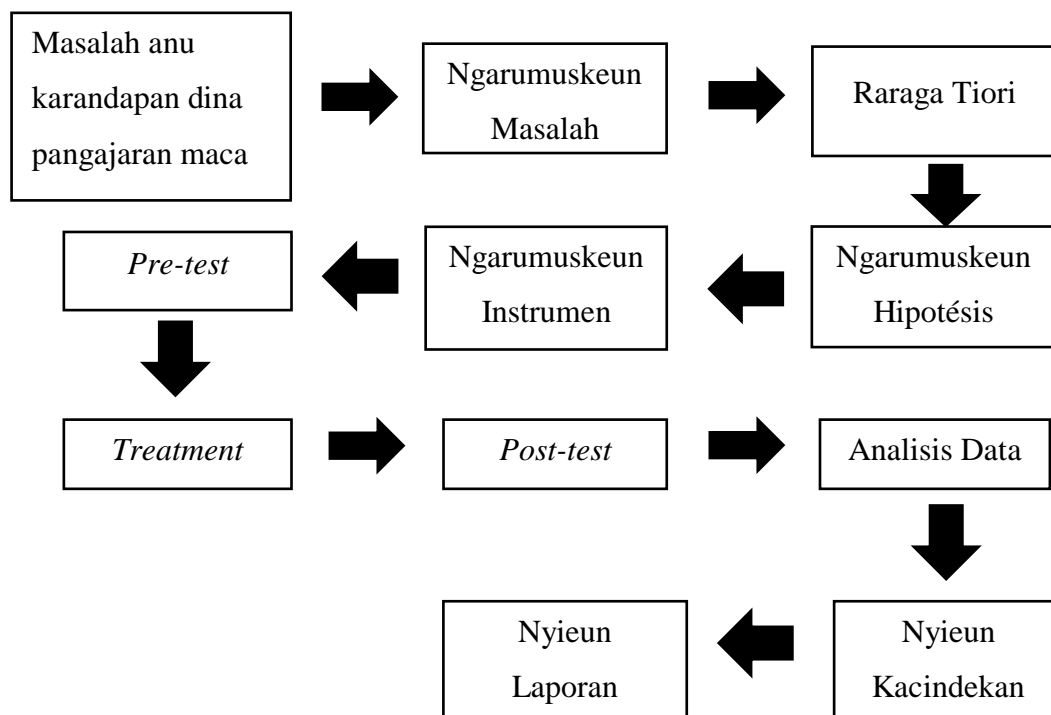 Masalah anu
karandapan dina
pangajaran maca
Ngarumuskeun
Masalah
Raraga Tiori
Ngarumuskeun
Hipotésis
Ngarumuskeun
Instrumen
Pre-test
Treatment
Post-test
Analisis Data
Nyieun
Kacindekan
Nyieun
Laporan